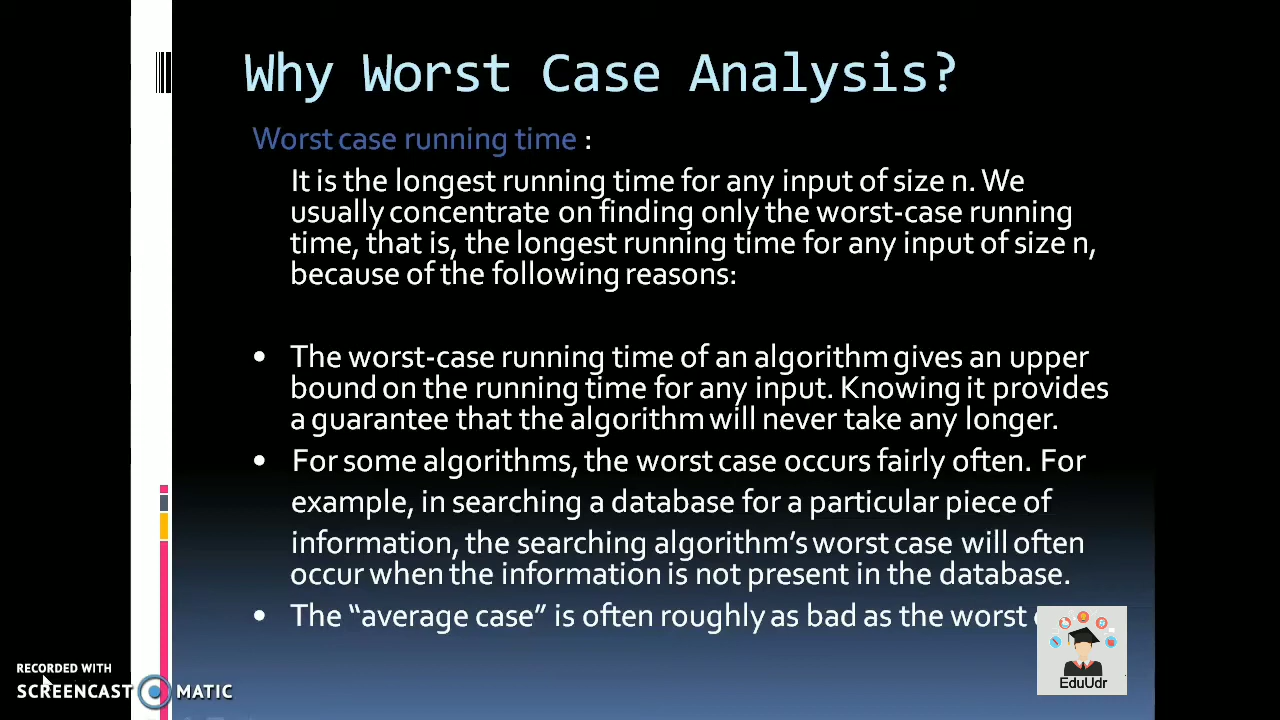 Why Worst Case Analysis?
Worst case running time :
It is the longest running time for any input of size n. We
usually concentrate on finding only the worst-case running
time, that is, the longest running time for any input of size n,
because of the following reasons:
• The worst-case running time of an algorithm gives an upper
bound on the running time for any input. Knowing it provides
a guarantee that the algorithm will never take any longer.
• For some algorithms, the worst case occurs fairly often. For
example, in searching a database for a particular piece of
information, the searching algorithm's worst case will often
occur when the information is not present in the database.
• The “average case” is often roughly as bad as the worst
EduUdr
RECORDED WITH
SCREENCAST MATIC